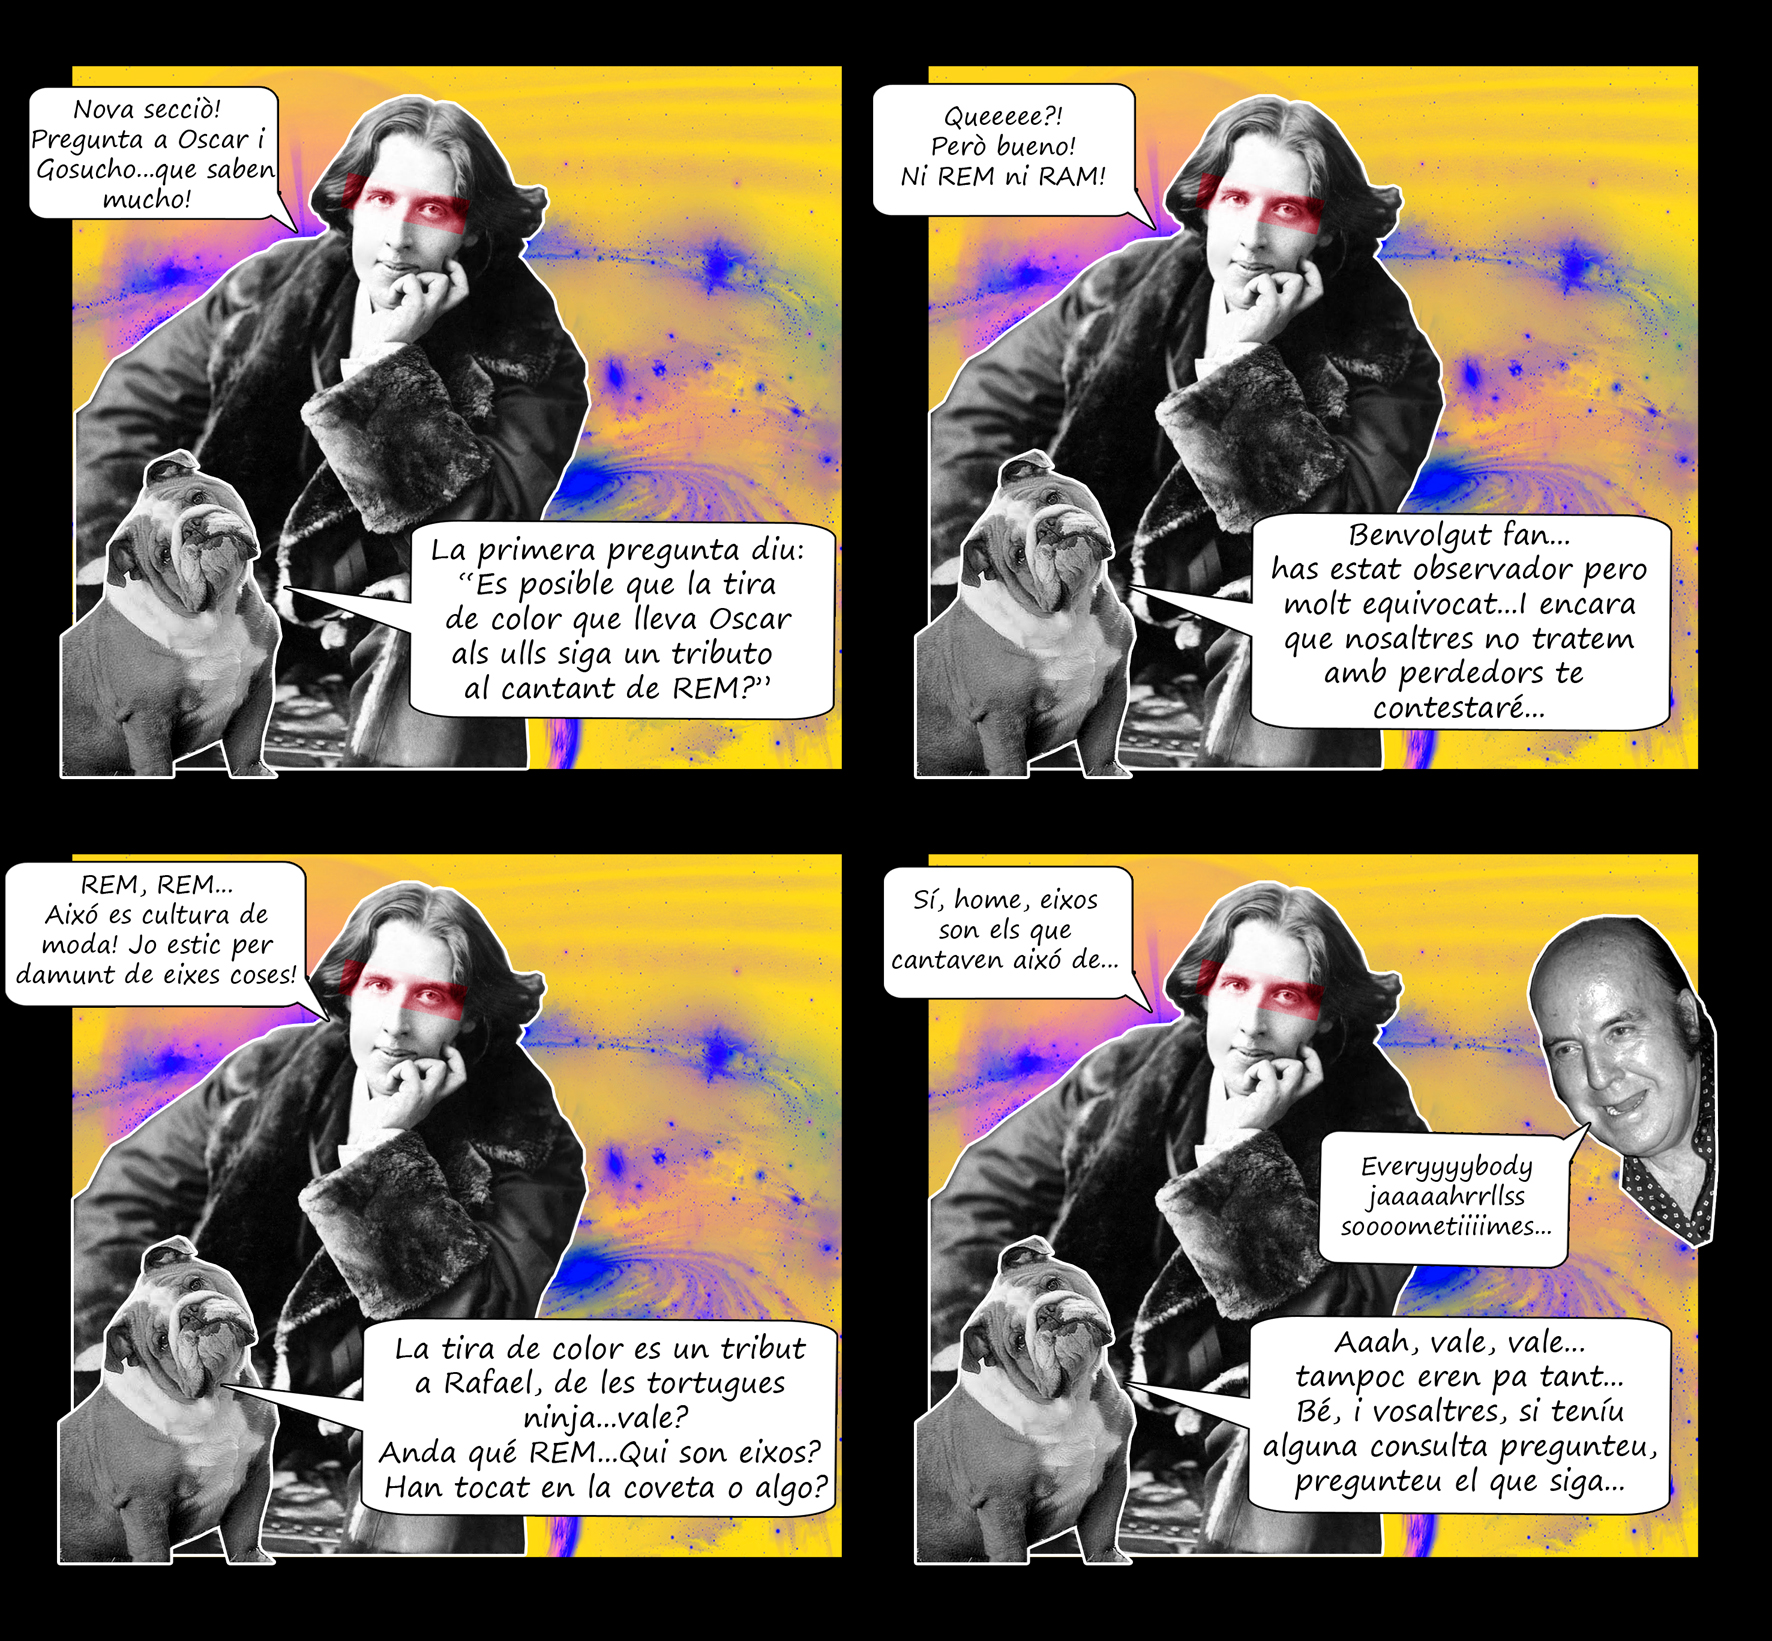 Nova secciò!
Pregunta a Oscar i
Gosucho...que saben
mucho!
La primera pregunta diu:
“Es posible que la tira
de color que lleva Oscar
als ulls siga un tributo
al cantant de REM?”
Queeeee?!
Però bueno!
Ni REM ni RAM!
Benvolgut fan...
has estat observador pero
molt equivocat...I encara
que nosaltres no tratem
amb perdedors te
contestaré...
REM, REM...
Aixó es cultura de
moda! Jo estic per
damunt de eixes coses!
La tira de color es un tribut
a Rafael, de les tortugues
ninja...vale?
Anda qué REM...Qui son eixos?
Han tocat en la coveta o algo?
Sí, home, eixos
son els que
cantaven aixó de...
Everyyyybody
jaaaaahrrrllss
soooometiiiimes...
Aaah, vale, vale...
tampoc eren pa tant...
Bé, i vosaltres, si teníu
alguna consulta pregunteu,
pregunteu el que siga...